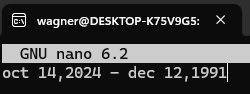 wagner@DESKTOP-K75V9G5:
GNU nano 6.2
oct 14,2024 - dec 12,1991